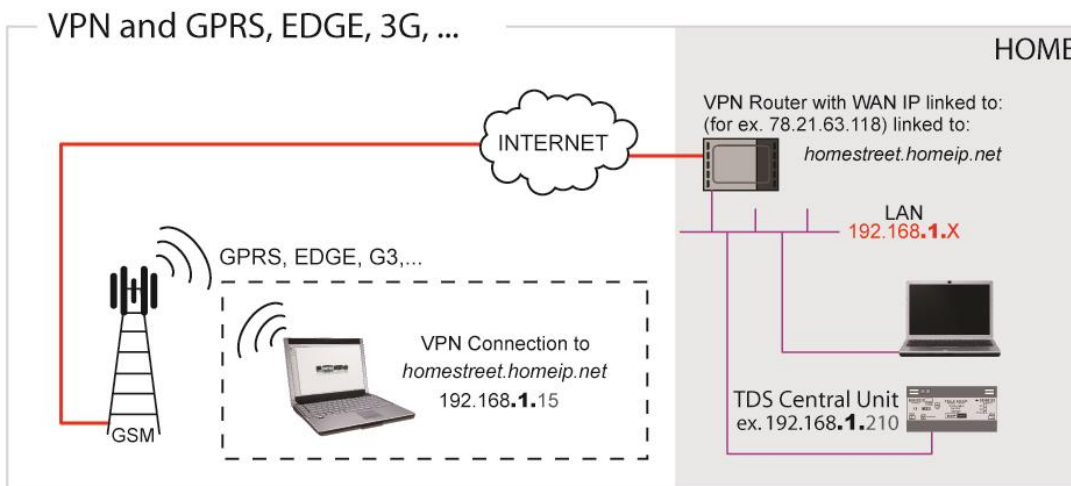 VPN and GPRS, EDGE, 3G, ...
HOME
VPN Router with WAN IP linked to:
(for ex. 78.21.63.118) linked to:
homestreet.homeip.net
INTERNET
LAN
192.168.1.X
GPRS, EDGE, G3,...
VPN Connection to
homestreet.homeip.net
192.168.1.15
GSM
TDS Central Unit
ex. 192.168.1.210